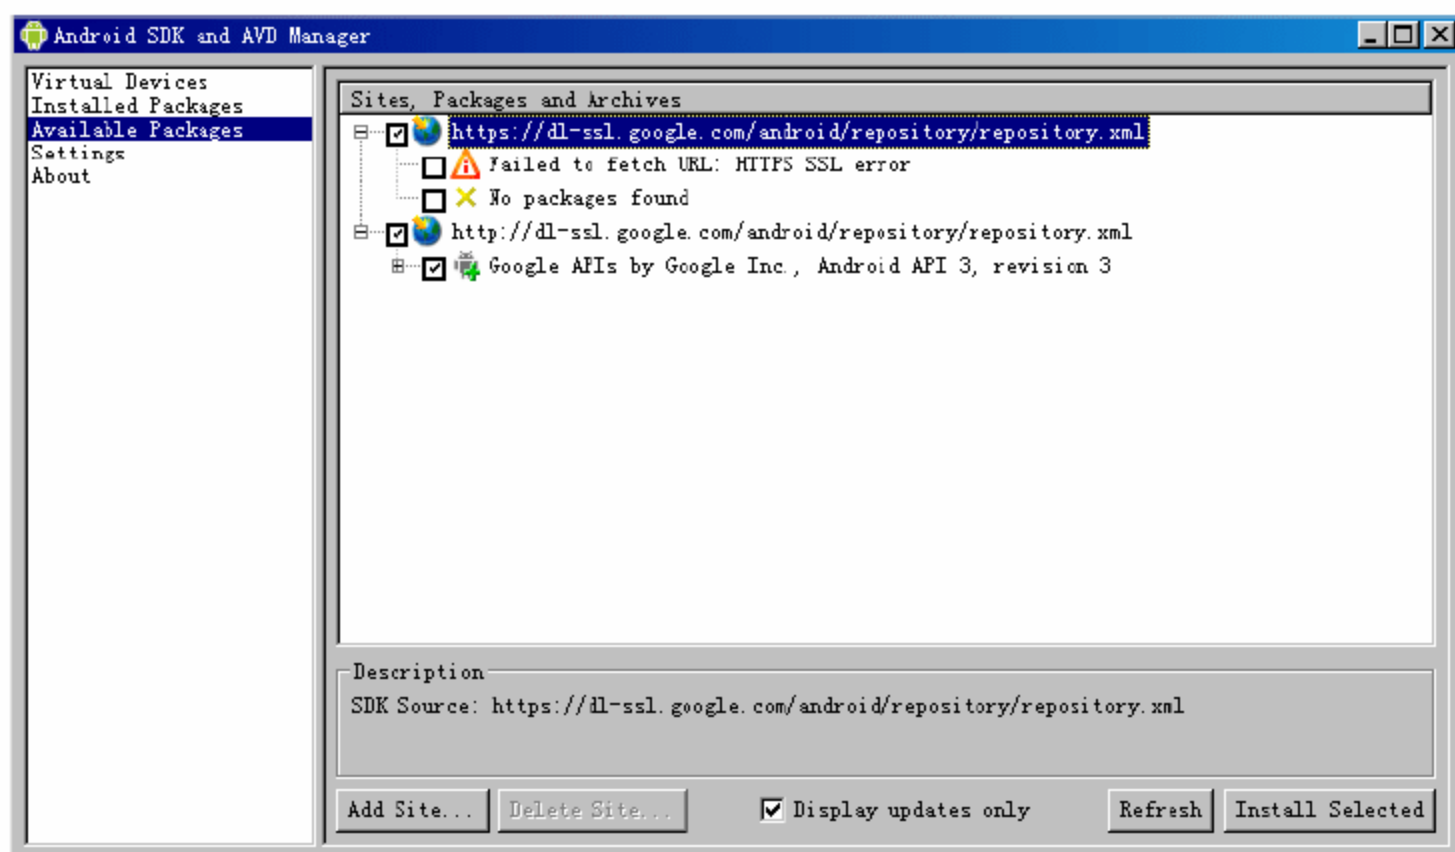 Android SDK and AVD Manager
Virtual Devices
Installed Packages
Available Packages
Settings
About
Sites, Packages and Archives
https://dl-ssl.google.com/android/repository/repository.xml
Failed to fetch URL: HTTPS SSL error
No packages found
http://dl-ssl.google.com/android/repository/repository.xml
Google APIs by Google Inc., Android API 3, revision 3
Description
SDK Source: https://dl-ssl.google.com/android/repository/repository.xml
Add Site...
Delete Site...
Display updates only
Refresh
Install Selected